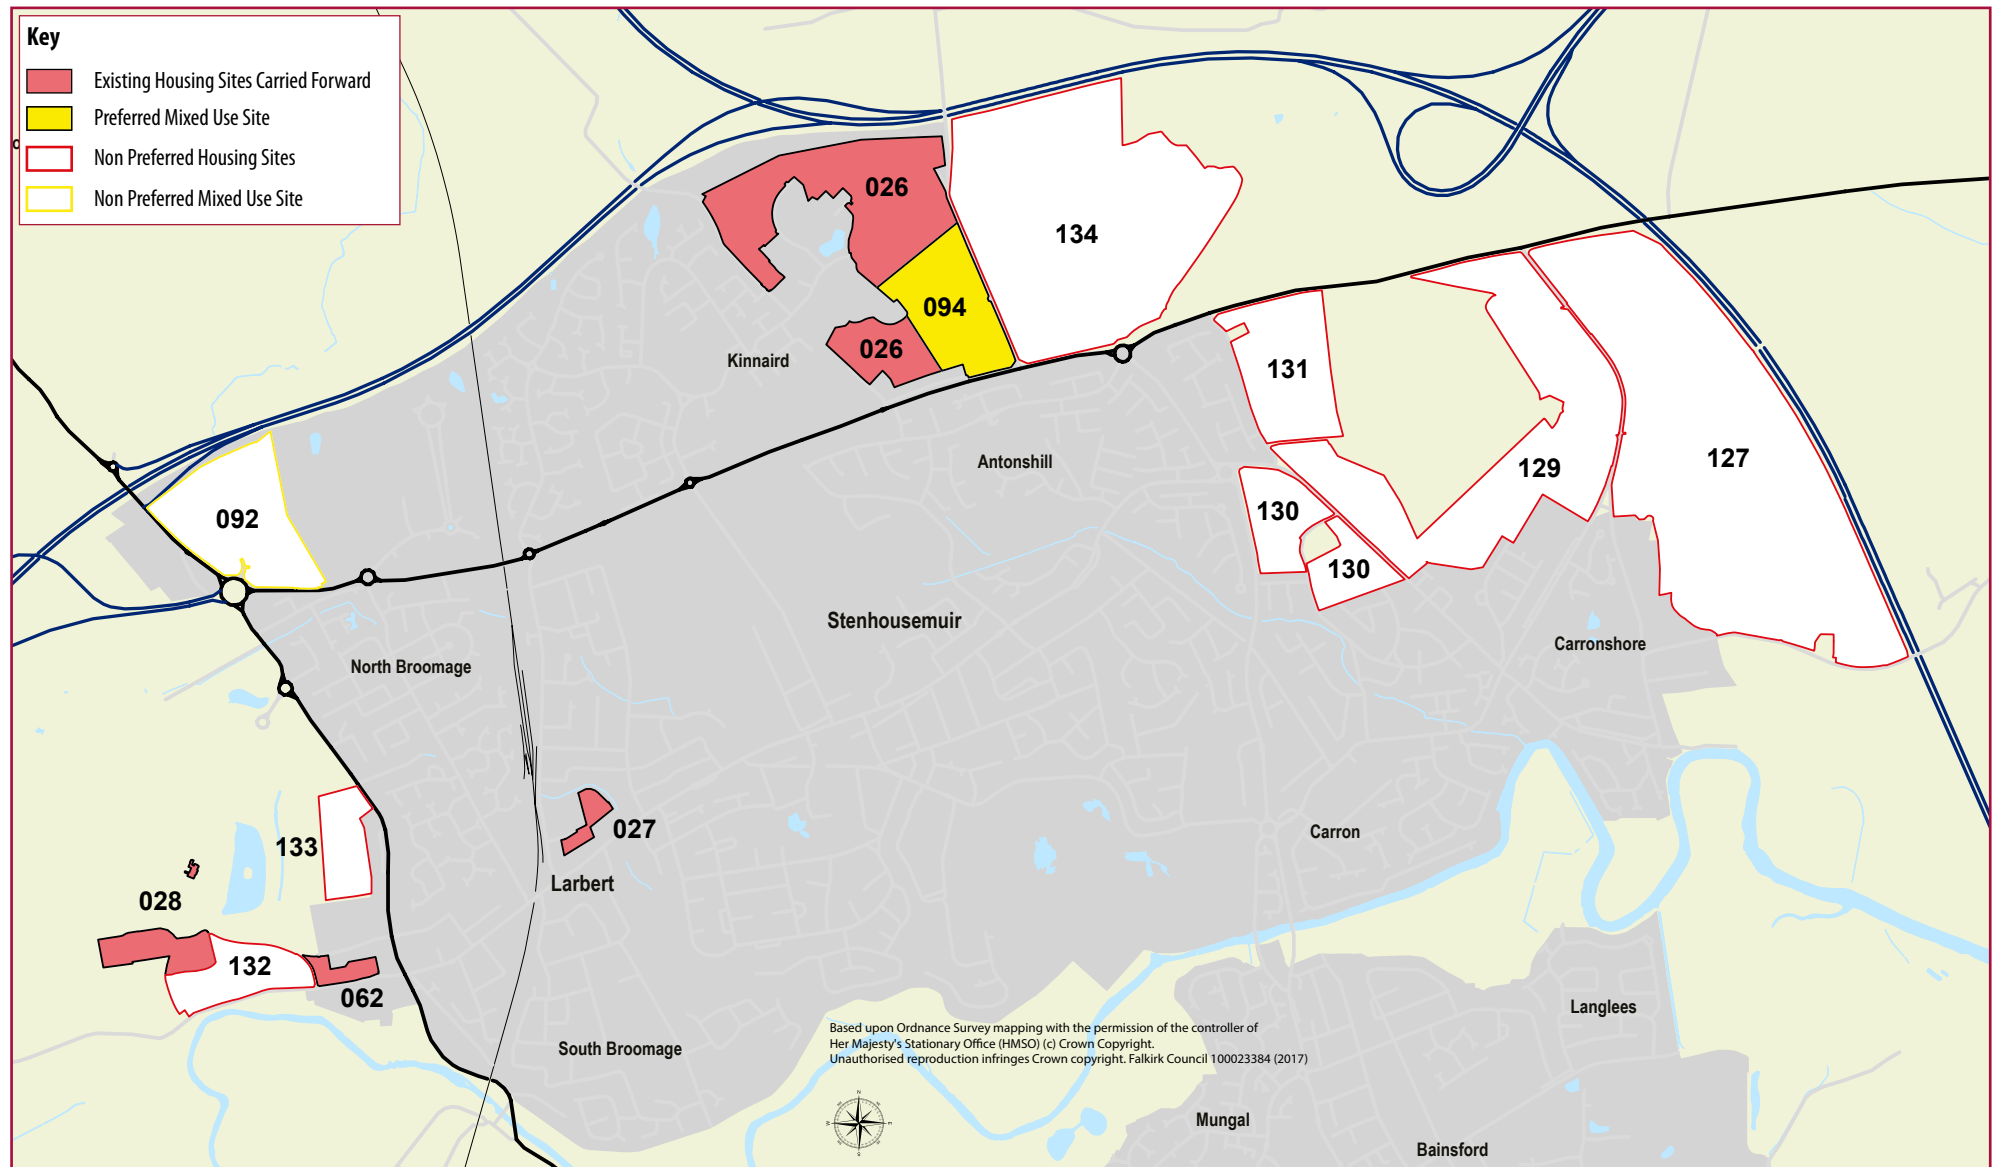 Key
Existing Housing Sites Carried Forward
Preferred Mixed Use Site
Non Preferred Housing Sites
Non Preferred Mixed Use Site
026
134
094
026
Kinnaird
131
129
127
Antonshill
130
092
130
Stenhousemuir
Carronshore
North Broomage
027
133
Carron
Larbert
028
132
062
Langlees
South Broomage
Based upon Ordnance Survey mapping with the permission of the controller of
Her Majesty's Stationary Office (HMSO) (c) Crown Copyright.
Unauthorised reproduction infringes Crown copyright. Falkirk Council 100023384 (2017)
Mungal
Bainsford